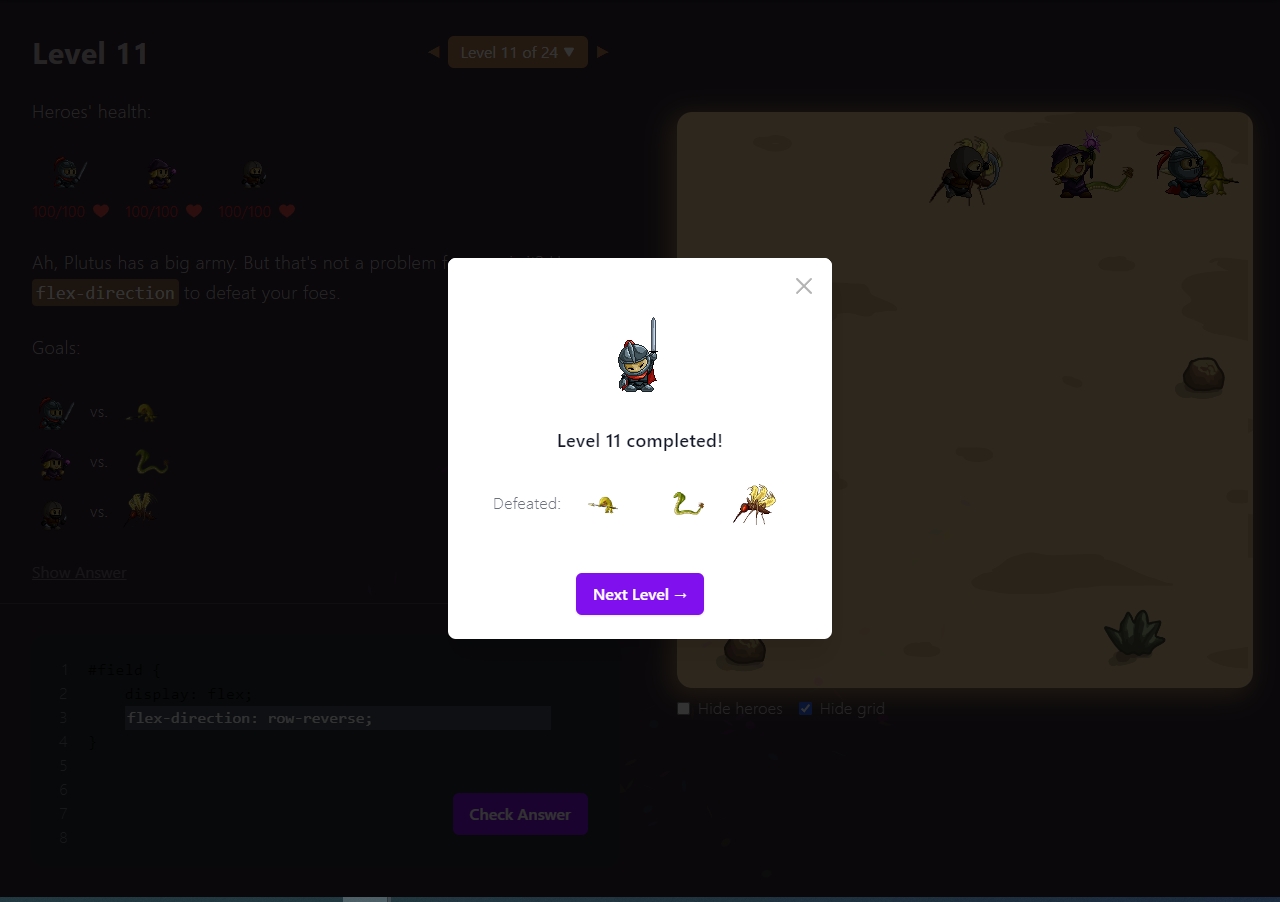 Level 11
◀ Level 11 of 24 ▼ ▶
Heroes' health:
100/100 100/100 100/100
Ah, Plutus has a big army. But that's not a problem
flex-direction to defeat your foes.
Goals:
vs.
vs.
vs.
Show Answer
Level 11 completed!
Defeated:
Next Level →
1 #field {
2 display: flex;
3 flex-direction: row-reverse;
4 }
5
6
7
8
Check Answer
Hide heroes Hide grid